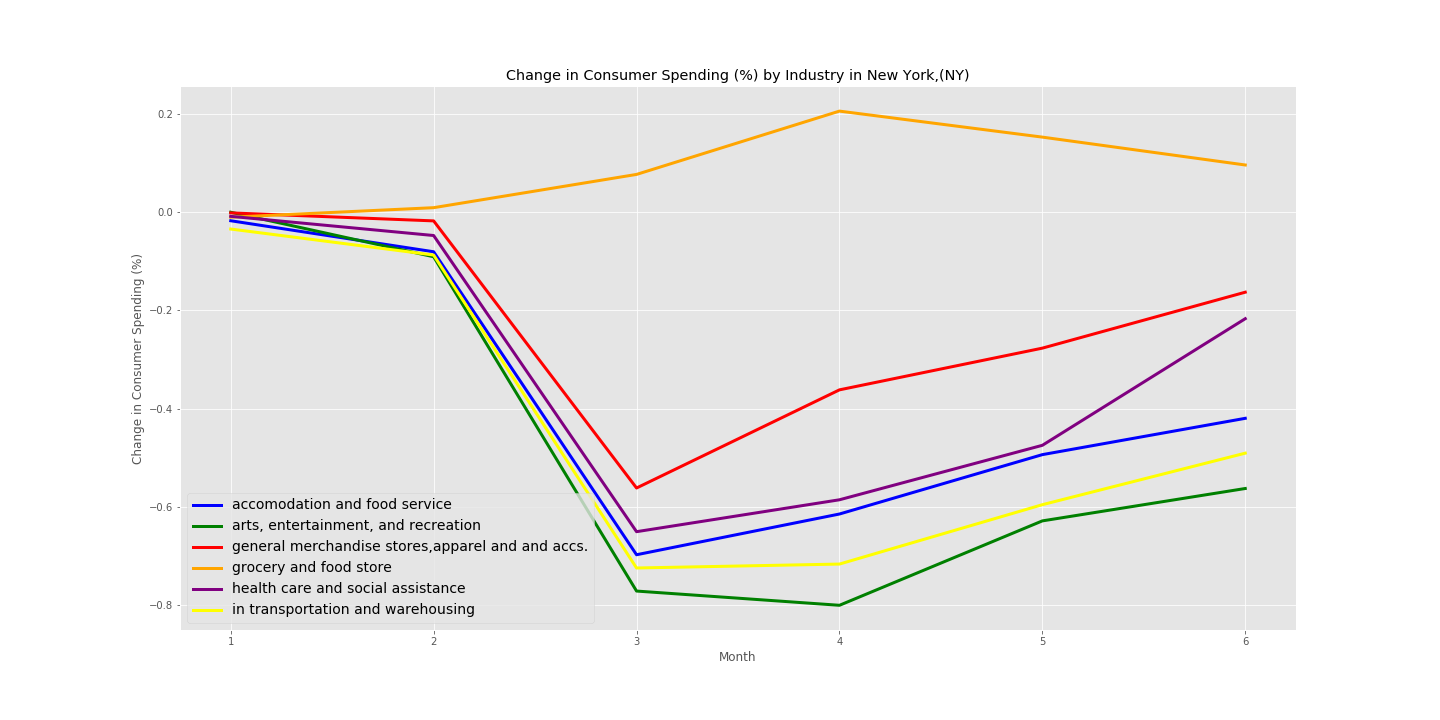 Change in Consumer Spending (%) by Industry in New York,(NY)
Change in Consumer Spending (%)
0.2
0.0
−0.2
−0.4
−0.6
−0.8
accomodation and food service
arts, entertainment, and recreation
general merchandise stores,apparel and and accs.
grocery and food store
health care and social assistance
in transportation and warehousing
1 2 3 4 5 6
Month